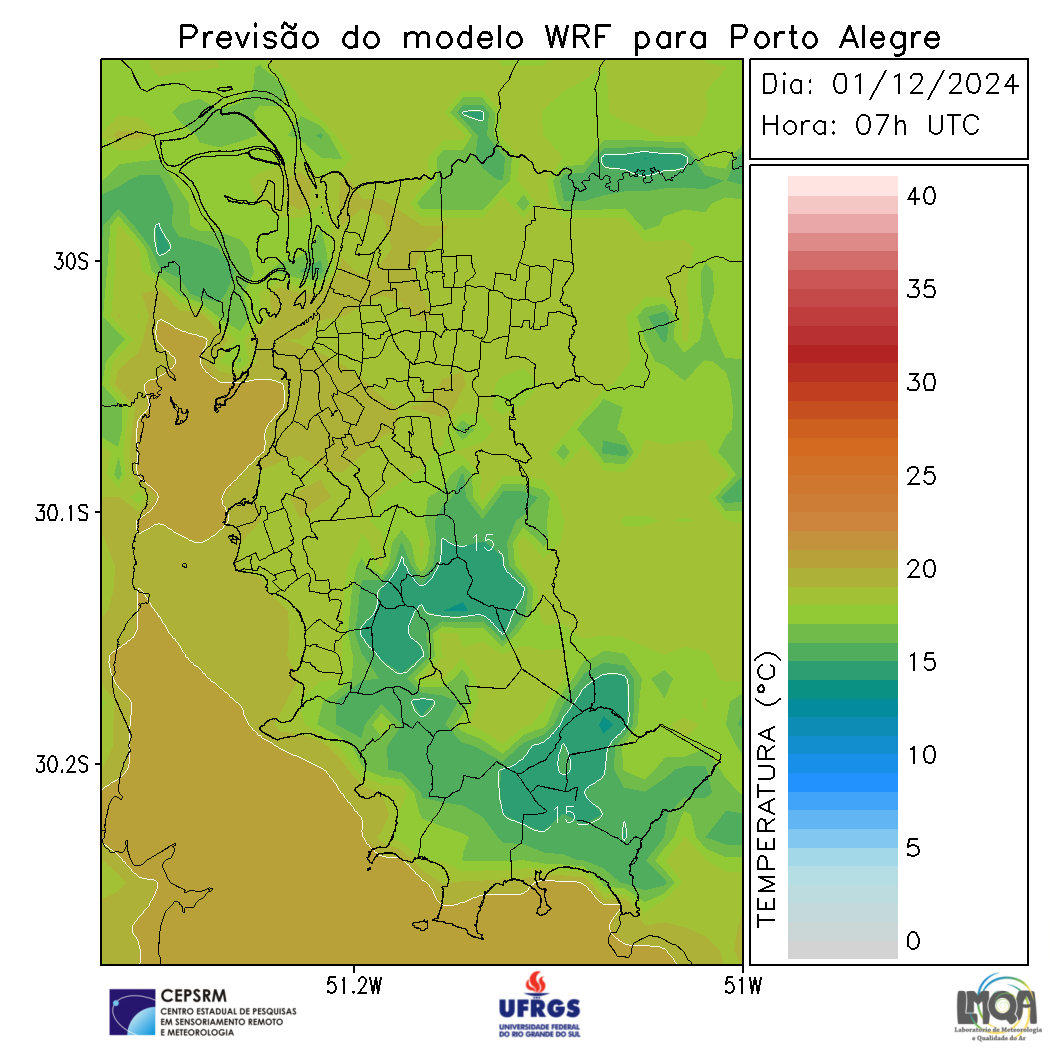 Previsão do modelo WRF para Porto Alegre
Dia: 01/12/2024
Hora: 07h UTC
30S
30.1S
30.2S
51.2W
51W
15
15
TEMPERATURA (°C)
40
35
30
25
20
15
10
5
0
CEPSRM
CENTRO ESTADUAL DE PESQUISAS
EM SENSORIAMENTO REMOTO
E METEOROLOGIA
UFRGS
UNIVERSIDADE FEDERAL
DO RIO GRANDE DO SUL
LMQA
Laboratório de Meteorologia
e Qualidade do Ar